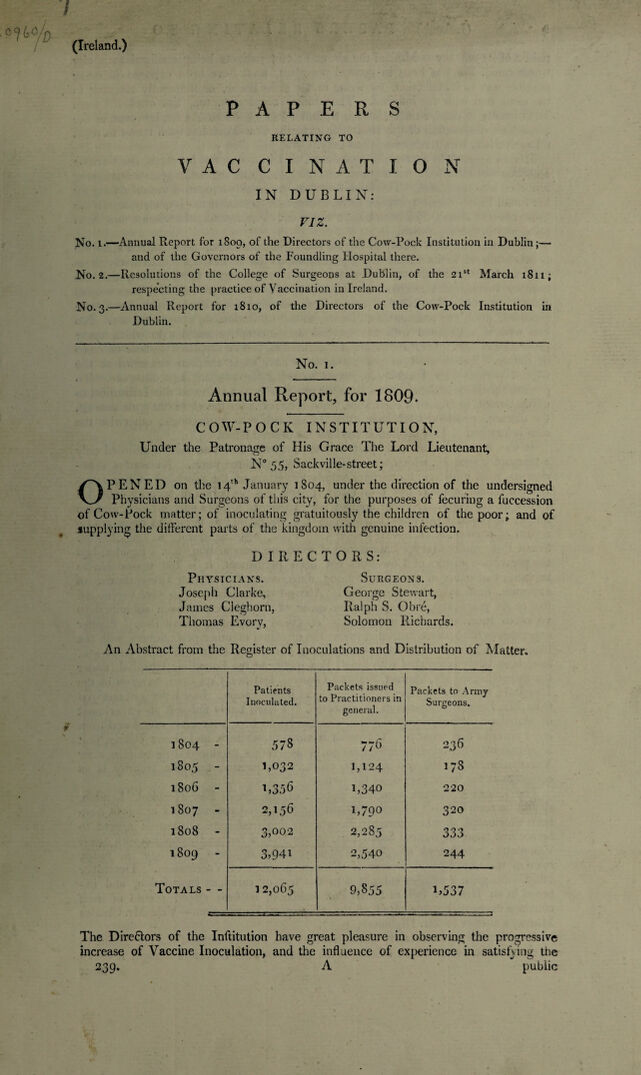 0960/D
(Ireland.)
PAPERS
RELATING TO
VACCINATION
IN DUBLIN:
VIZ.
No. 1.—Annual Report for 1809, of the Directors of the Cow-Pock Institution in Dublin;—
and of the Governors of the Foundling Hospital there.
No. 2.—Resolutions of the College of Surgeons at Dublin, of the 21st March 1811;
respecting the practice of Vaccination in Ireland.
No. 3.—Annual Report for 1810, of the Directors of the Cow-Pock Institution in
Dublin.
No. 1.
Annual Report, for 1809.
COW-POCK INSTITUTION,
Under the Patronage of His Grace The Lord Lieutenant,
N° 55, Sackville-street;
OPENED on the 14th January 1804, under the direction of the undersigned
Physicians and Surgeons of this city, for the purposes of fecuring a fucceffion
of Cow-Pock matter; of inoculating gratuitously the children of the poor; and of
supplying the different parts of the kingdom with genuine infection.
DIRECTORS:
PHYSICIANS. SURGEONS.
Joseph Clarke, George Stewart,
James Cleghorn, Ralph S. Obré,
Thomas Evory, Solomon Richards.
An Abstract from the Register of Inoculations and Distribution of Matter.
Patients Inoculated. Packets issued to Practitioners in general. Packets to Army Surgeons.
1804 - 578 776 236
1805 - 1,032 1,124 178
1806 - 1,356 1,340 220
1807 - 2,156 1,790 320
1808 - 3,002 2,285 333
1809 - 3,941 2,540 244
TOTALS - - 12,065 9,855 1,537
The Directors of the Inftitution have great pleasure in observing the progressive
increase of Vaccine Inoculation, and the influence of experience in satisfying the
239. A public